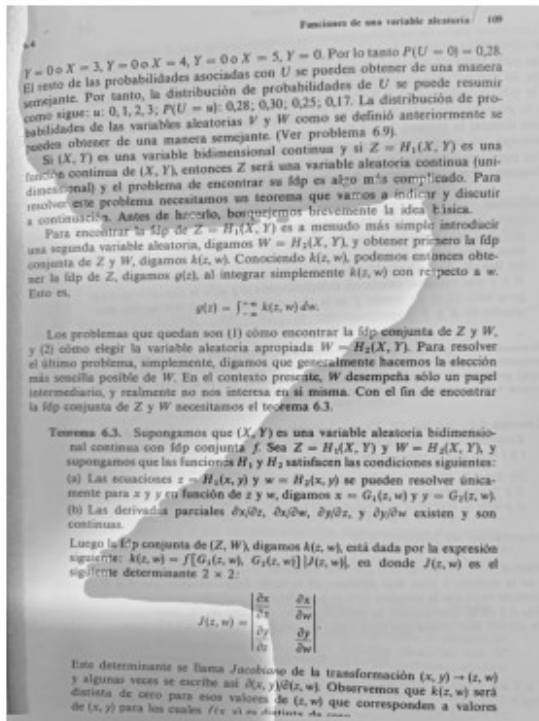 Funciones de una variable aleatoria 109
Y = 0 o X = 3, Y = 0 o X = 4, Y = 0 o X = 5, Y = 0. Por lo tanto P(U = 0) = 0,28.
El resto de las probabilidades asociadas con U se pueden obtener de una manera
semejante. Por tanto, la distribución de probabilidades de U se puede resumir
como sigue: u: 0, 1, 2, 3; P(U = u): 0,28; 0,30; 0,25; 0,17. La distribución de pro-
babilidades de las variables aleatorias V y W como se definió anteriormente se
pueden obtener de una manera semejante. (Ver problema 6.9).
Si (X, Y) es una variable bidimensional continua y si Z = H₁(X, Y) es una
función continua de (X, Y), entonces Z será una variable aleatoria continua (uni-
dimensional) y el problema de encontrar su fdp es algo más complicado. Para
resolver este problema necesitamos un teorema que vamos a indicar y discutir
a continuación. Antes de hacerlo, bosquejemos brevemente la idea básica.
Para encontrar la fdp de Z = H₁(X, Y) es a menudo más simple introducir
una segunda variable aleatoria, digamos W = H₂(X, Y), y obtener primero la fdp
conjunta de Z y W, digamos k(z, w). Conociendo k(z, w), podemos entonces obte-
ner la fdp de Z, digamos g(z), al integrar simplemente k(z, w) con respecto a w.
Esto es,
g(z) = ∫₋∞⁺∞ k(z, w) dw.
Los problemas que quedan son (1) cómo encontrar la fdp conjunta de Z y W,
y (2) cómo elegir la variable aleatoria apropiada W = H₂(X, Y). Para resolver
el último problema, simplemente, digamos que generalmente hacemos la elección
más sencilla posible de W. En el contexto presente, W desempeña sólo un papel
intermediario, y realmente no nos interesa en sí misma. Con el fin de encontrar
la fdp conjunta de Z y W necesitamos el teorema 6.3.
Teorema 6.3. Supongamos que (X, Y) es una variable aleatoria bidimensio-
nal continua con fdp conjunta f. Sea Z = H₁(X, Y) y W = H₂(X, Y), y
supongamos que las funciones H₁ y H₂ satisfacen las condiciones siguientes:
(a) Las ecuaciones z = H₁(x, y) y w = H₂(x, y) se pueden resolver única-
mente para x y y en función de z y w, digamos x = G₁(z, w) y y = G₂(z, w).
(b) Las derivadas parciales ∂x/∂z, ∂x/∂w, ∂y/∂z, y ∂y/∂w existen y son
continuas.
Luego la fdp conjunta de (Z, W), digamos k(z, w), está dada por la expresión
siguiente: k(z, w) = f[G₁(z, w), G₂(z, w)] |J(z, w)|, en donde J(z, w) es el
siguiente determinante 2 × 2:
J(z, w) = | ∂x/∂z ∂x/∂w |
| ∂y/∂z ∂y/∂w | .
Este determinante se llama Jacobiano de la transformación (x, y) → (z, w)
y algunas veces se escribe así ∂(x, y)/∂(z, w). Observemos que k(z, w) será
distinta de cero para esos valores de (z, w) que corresponden a valores
de (x, y) para los cuales f(x, y) es distinta de cero